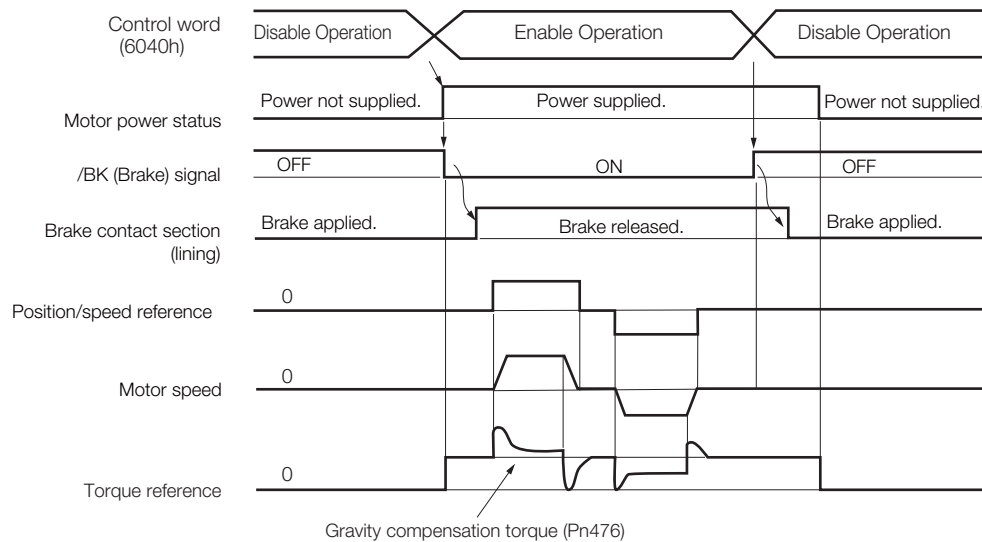 Control word
(6040h)
Disable Operation
Enable Operation
Disable Operation
Motor power status
Power not supplied.
Power supplied.
Power not supplied.
/BK (Brake) signal
OFF
ON
OFF
Brake contact section
(lining)
Brake applied.
Brake released.
Brake applied.
Position/speed reference
0
Motor speed
0
Torque reference
0
Gravity compensation torque (Pn476)